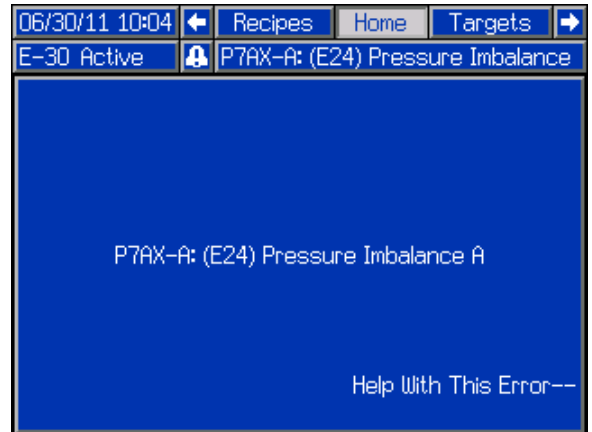 06/30/11 10:04 Recipes Home Targets
E-30 Active P7AX-A: (E24) Pressure Imbalance
P7AX-A: (E24) Pressure Imbalance A
Help With This Error--